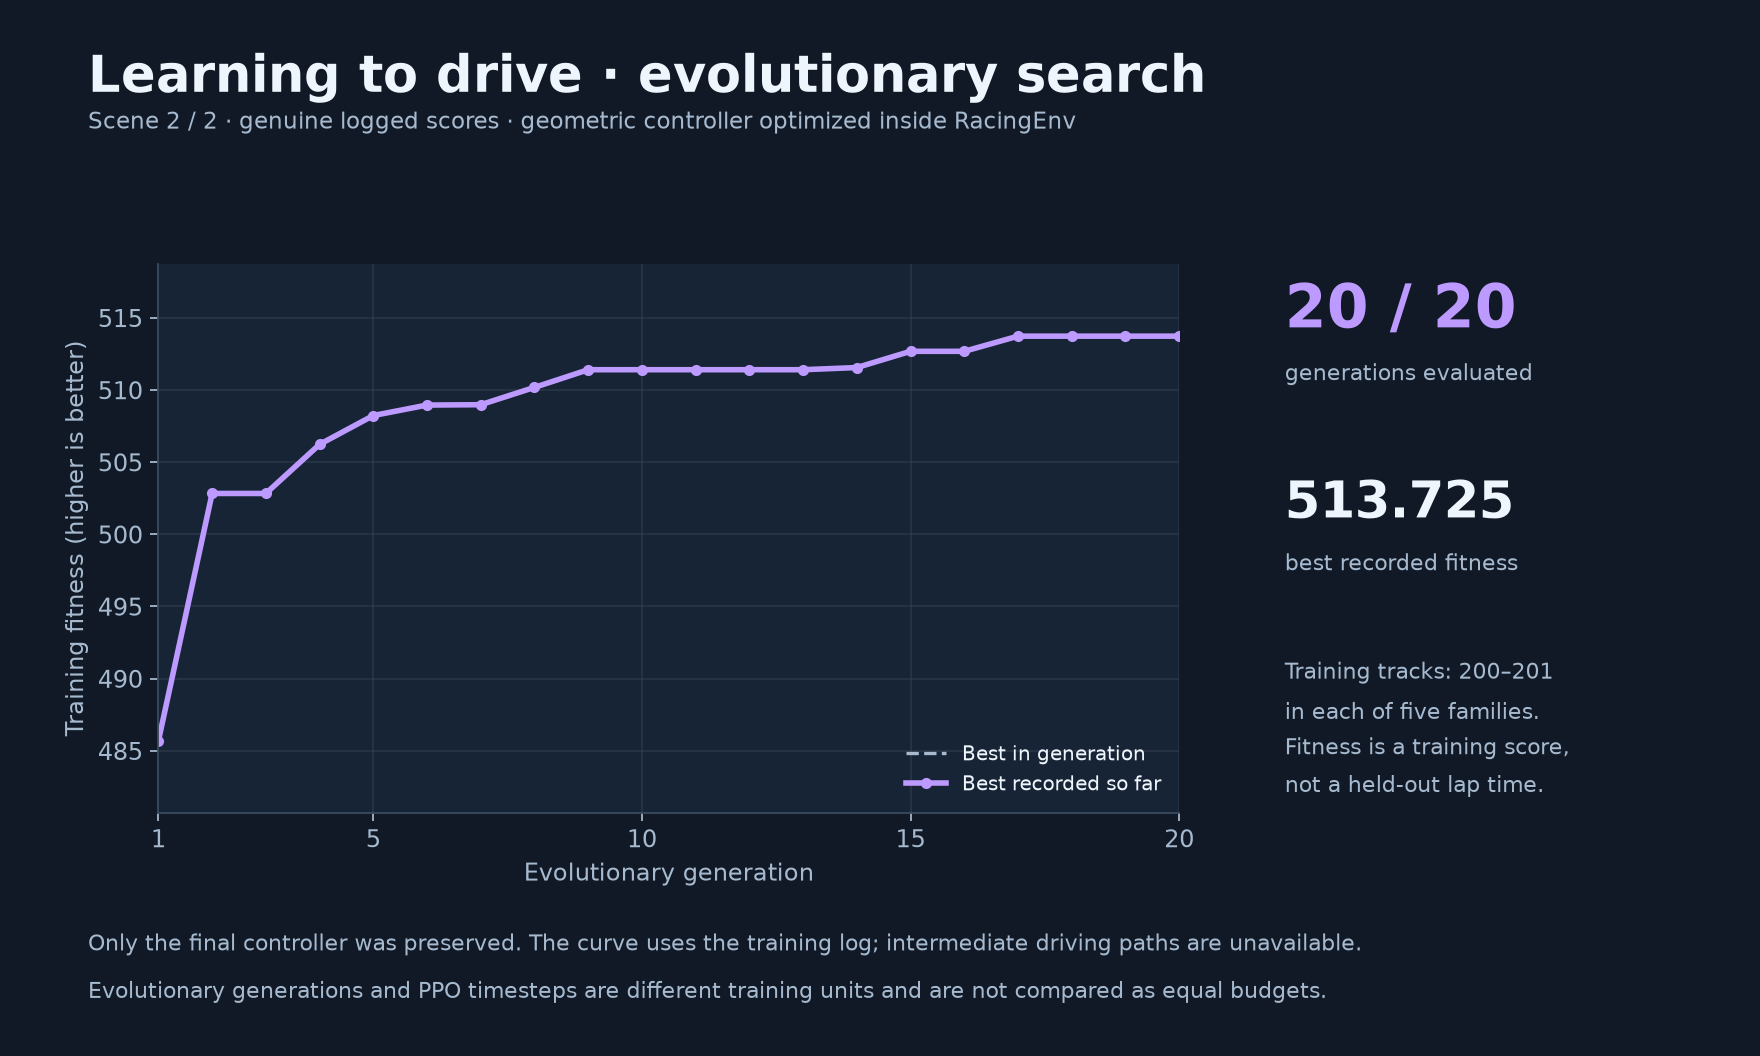 Learning to drive · evolutionary search
Scene 2 / 2 · genuine logged scores · geometric controller optimized inside RacingEnv
Training fitness (higher is better)
515
510
505
500
495
490
485
1
5
10
15
20
Evolutionary generation
Best in generation
Best recorded so far
20 / 20
generations evaluated
513.725
best recorded fitness
Training tracks: 200–201
in each of five families.
Fitness is a training score,
not a held-out lap time.
Only the final controller was preserved. The curve uses the training log; intermediate driving paths are unavailable.
Evolutionary generations and PPO timesteps are different training units and are not compared as equal budgets.